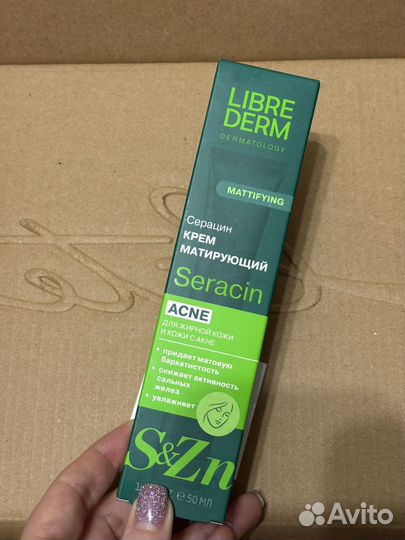 LIBRE
DERM
DERMATOLOGY
MATTIFYING
Серацин
КРЕМ
МАТИРУЮЩИЙ
Seracin
ACNE
ДЛЯ ЖИРНОЙ КОЖИ
И КОЖИ С АКНЕ
• придает матовую
бархатистость
• снижает активность
сальных
желез
• увлажняет
S&Zn
50 МЛ
Avito